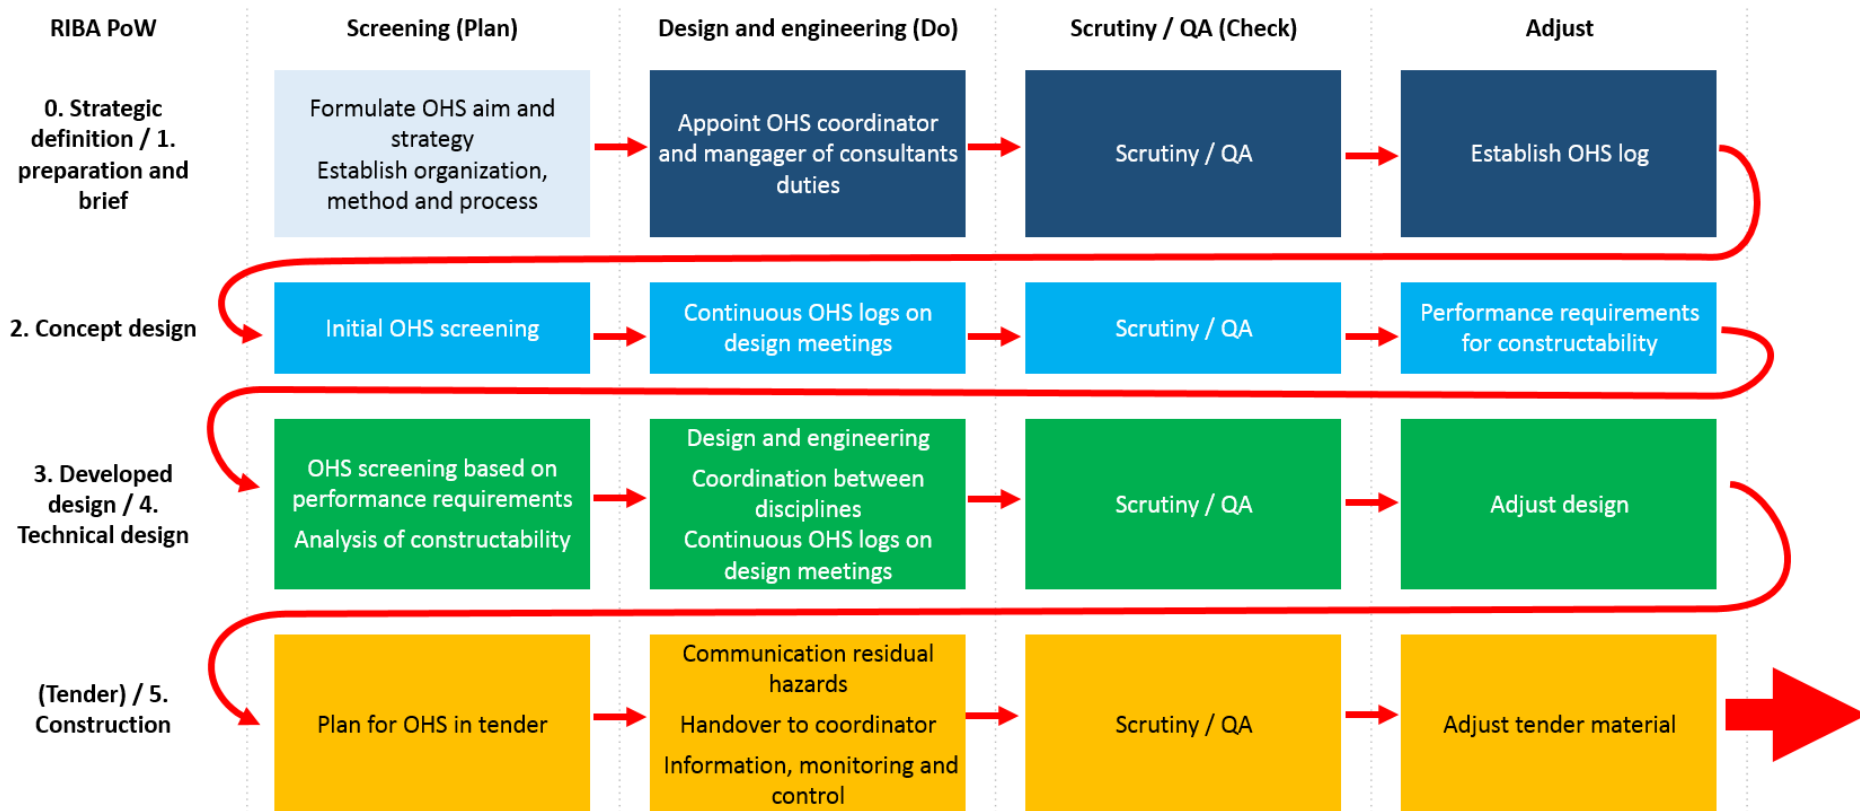 RIBA PoW
Screening (Plan)
Design and engineering (Do)
Scrutiny / QA (Check)
Adjust
0. Strategic
definition / 1.
preparation and
brief
Formulate OHS aim and
strategy
Establish organization,
method and process
Appoint OHS coordinator
and mangager of consultants
duties
Scrutiny / QA
Establish OHS log
2. Concept design
Initial OHS screening
Continuous OHS logs on
design meetings
Scrutiny / QA
Performance requirements
for constructability
3. Developed
design / 4.
Technical design
OHS screening based on
performance requirements
Analysis of constructability
Design and engineering
Coordination between
disciplines
Continuous OHS logs on
design meetings
Scrutiny / QA
Adjust design
(Tender) / 5.
Construction
Plan for OHS in tender
Communication residual
hazards
Handover to coordinator
Information, monitoring and
control
Scrutiny / QA
Adjust tender material